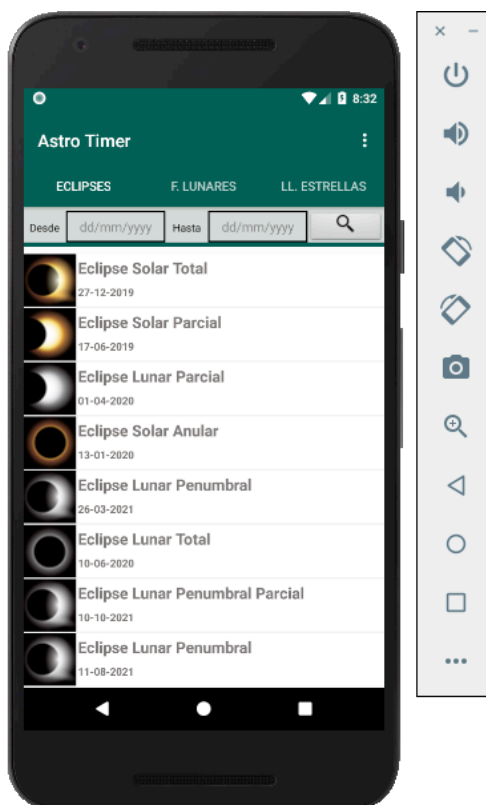 8:32
Astro Timer
ECLIPSES F. LUNARES LL. ESTRELLAS
Desde dd/mm/yyyy Hasta dd/mm/yyyy
Eclipse Solar Total
27-12-2019
Eclipse Solar Parcial
17-06-2019
Eclipse Lunar Parcial
01-04-2020
Eclipse Solar Anular
13-01-2020
Eclipse Lunar Penumbral
26-03-2021
Eclipse Lunar Total
10-06-2020
Eclipse Lunar Penumbral Parcial
10-10-2021
Eclipse Lunar Penumbral
11-08-2021